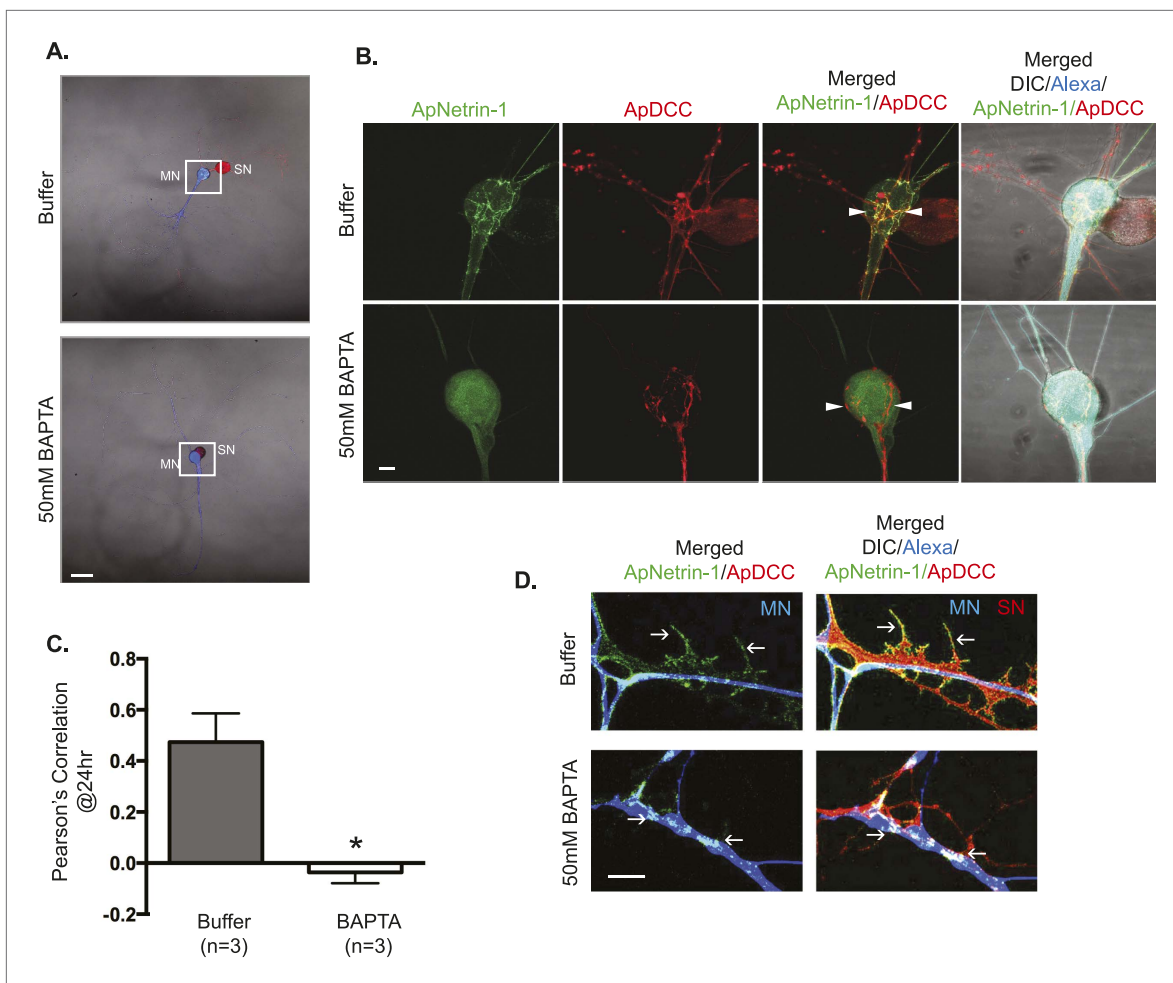 A.
Buffer
MN
SN
50mM BAPTA
MN
SN
B.
ApNetrin-1
ApDCC
Merged
ApNetrin-1/ApDCC
Merged
DIC/Alexa/
ApNetrin-1/ApDCC
Buffer
50mM BAPTA
C.
Pearson's Correlation
@24hr
0.8
0.6
0.4
0.2
0.0
-0.2
*
Buffer
(n=3)
BAPTA
(n=3)
D.
Merged
ApNetrin-1/ApDCC
Merged
DIC/Alexa/
ApNetrin-1/ApDCC
Buffer
MN
MN SN
50mM BAPTA